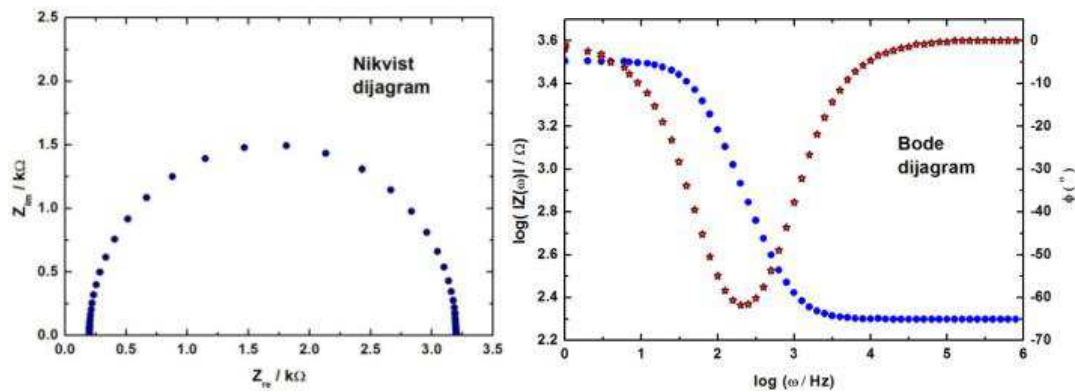 2.5
2.0
1.5
1.0
0.5
0.0
Z_Im / kΩ
Nikvist
dijagram
0.0 0.5 1.0 1.5 2.0 2.5 3.0 3.5
Z_re / kΩ
3.6
3.4
3.2
3.0
2.8
2.6
2.4
2.2
log( |Z(ω)| / Ω)
Bode
dijagram
0
-10
-20
-30
-40
-50
-60
-70
ϕ ( ° )
0 1 2 3 4 5 6
log (ω / Hz)